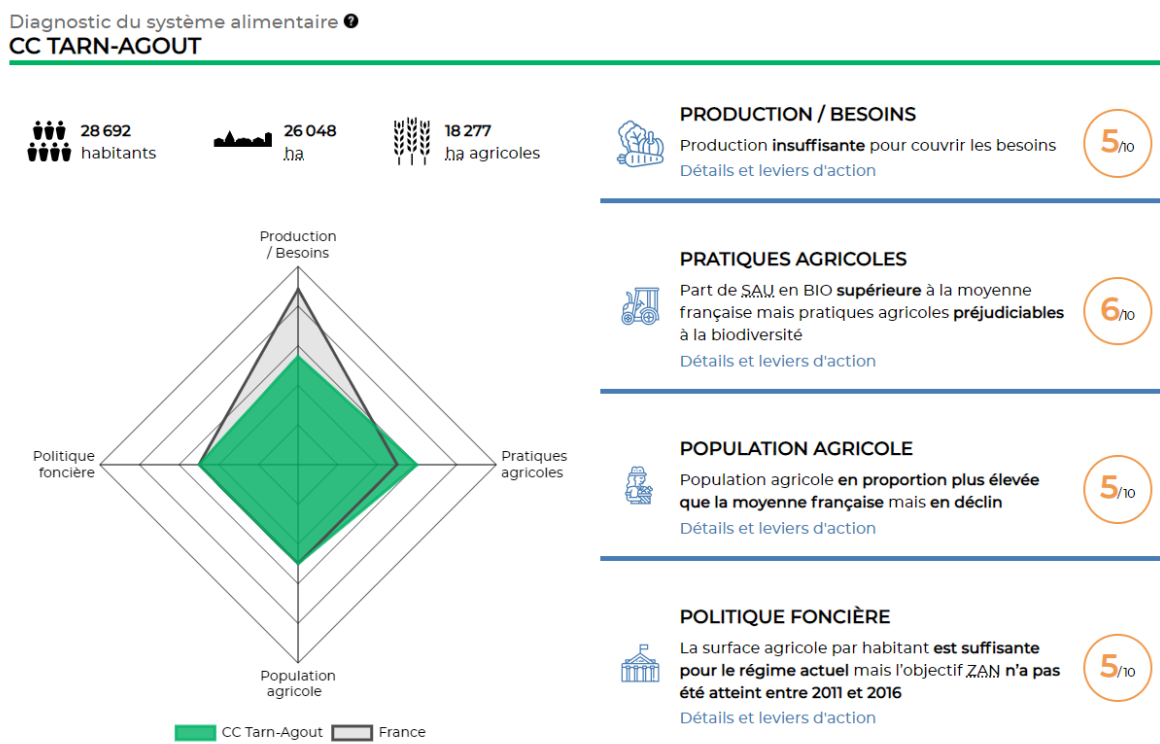 Diagnostic du système alimentaire ?
CC TARN-AGOUT
28 692
habitants
26 048
ha
18 277
ha agricoles
Production
/ Besoins
Politique
foncière
Pratiques
agricoles
Population
agricole
CC Tarn-Agout
France
PRODUCTION / BESOINS
Production insuffisante pour couvrir les besoins
Détails et leviers d'action
5/10
PRATIQUES AGRICOLES
Part de SAU en BIO supérieure à la moyenne
française mais pratiques agricoles préjudiciables
à la biodiversité
Détails et leviers d'action
6/10
POPULATION AGRICOLE
Population agricole en proportion plus élevée
que la moyenne française mais en déclin
Détails et leviers d'action
5/10
POLITIQUE FONCIÈRE
La surface agricole par habitant est suffisante
pour le régime actuel mais l'objectif ZAN n'a pas
été atteint entre 2011 et 2016
Détails et leviers d'action
5/10